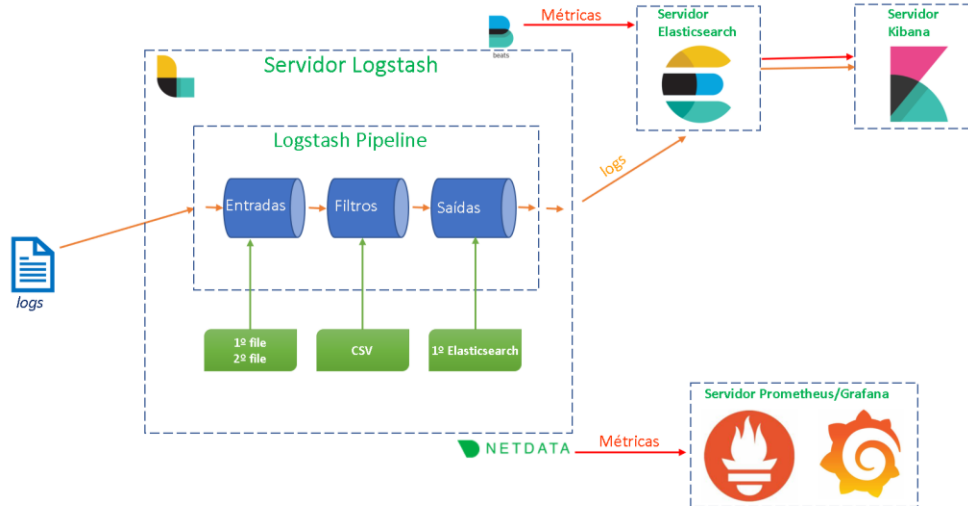 Métricas
beats
Servidor
Elasticsearch
Servidor
Kibana
Servidor Logstash
Logstash Pipeline
Entradas
Filtros
Saídas
logs
logs
1º file
2º file
CSV
1º Elasticsearch
Servidor Prometheus/Grafana
NETDATA
Métricas